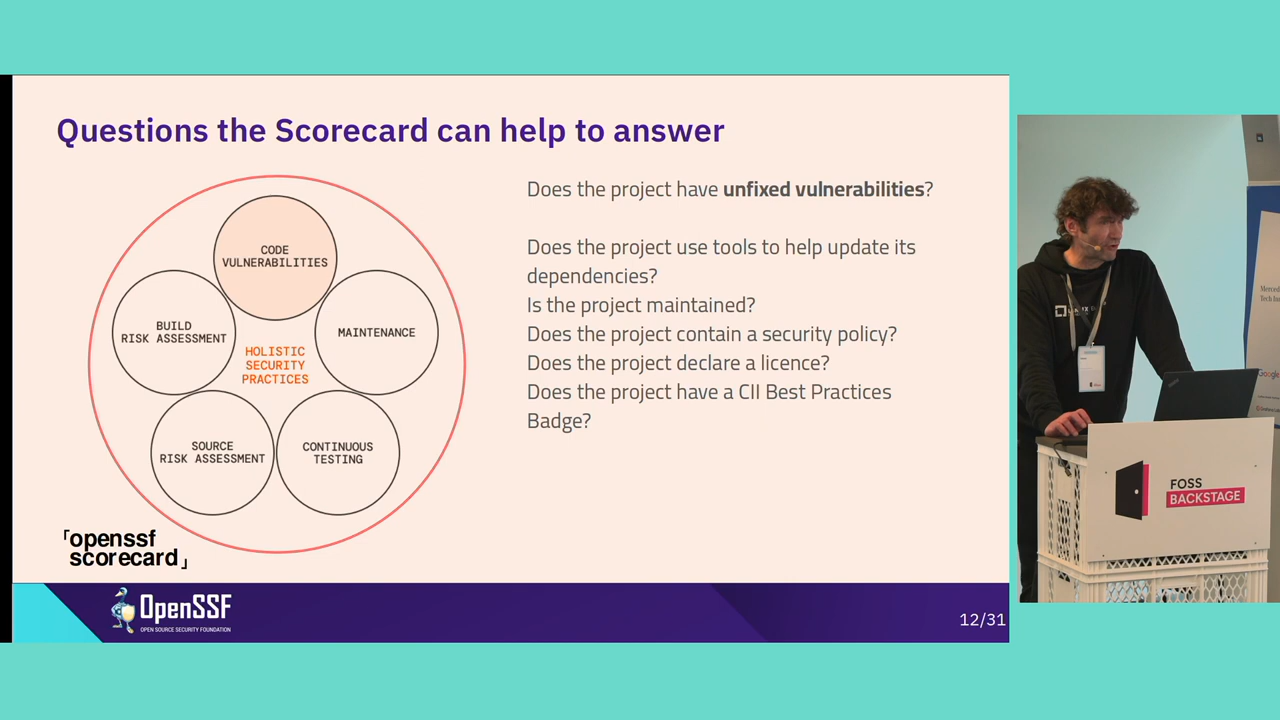 Questions the Scorecard can help to answer
CODE
VULNERABILITIES
BUILD
RISK ASSESSMENT
MAINTENANCE
HOLISTIC
SECURITY
PRACTICES
SOURCE
RISK ASSESSMENT
CONTINUOUS
TESTING
「openssf
scorecard」
Does the project have unfixed vulnerabilities?
Does the project use tools to help update its
dependencies?
Is the project maintained?
Does the project contain a security policy?
Does the project declare a licence?
Does the project have a CII Best Practices
Badge?
OpenSSF
OPEN SOURCE SECURITY FOUNDATION
12/31
FOSS
BACKSTAGE
Google